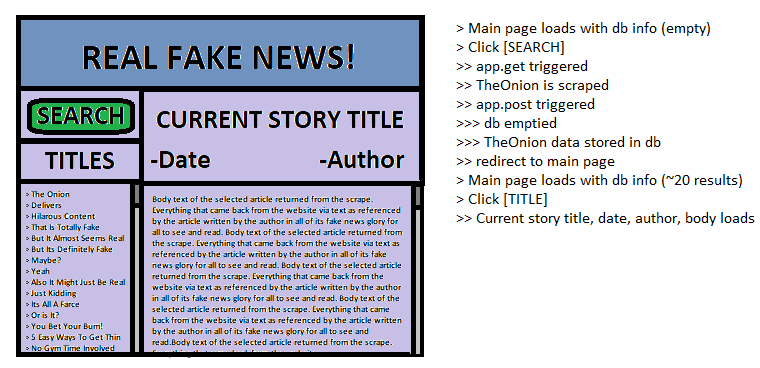 REAL FAKE NEWS!
SEARCH
TITLES
> The Onion
> Delivers
> Hilarous Content
> That Is Totally Fake
> But It Almost Seems Real
> But Its Definitely Fake
> Maybe?
> Yeah
> Also It Might Just Be Real
> Just Kidding
> Its All A Farce
> Or is It?
> You Bet Your Bum!
> 5 Easy Ways To Get Thin
> No Gym Time Involved
CURRENT STORY TITLE
-Date -Author
Body text of the selected article returned from the scrape.
Everything that came back from the website via text as referenced
by the article written by the author in all of its fake news glory for
all to see and read. Body text of the selected article returned from
the scrape. Everything that came back from the website via text as
referenced by the article written by the author in all of its fake
news glory for all to see and read. Body text of the selected article
returned from the scrape. Everything that came back from the
website via text as referenced by the article written by the author
in all of its fake news glory for all to see and read. Body text of the
selected article returned from the scrape. Everything that came
back from the website via text as referenced by the article written
by the author in all of its fake news glory for all to see and
read.Body text of the selected article returned from the scrape.
> Main page loads with db info (empty)
> Click [SEARCH]
>> app.get triggered
>> TheOnion is scraped
>> app.post triggered
>>> db emptied
>>> TheOnion data stored in db
>> redirect to main page
> Main page loads with db info (~20 results)
> Click [TITLE]
>> Current story title, date, author, body loads